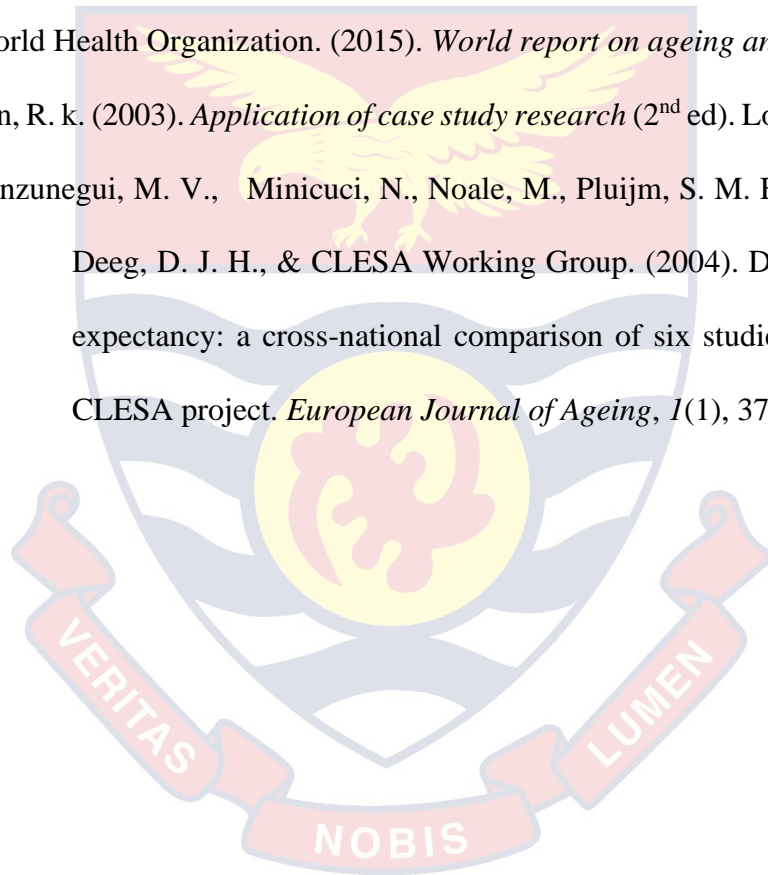 orld Health Organization. (2015). World report on ageing an
n, R. k. (2003). Application of case study research (2nd ed). Lo
nzunegui, M. V., Minicuci, N., Noale, M., Pluijm, S. M. F
Deeg, D. J. H., & CLESA Working Group. (2004). D
expectancy: a cross-national comparison of six studie
CLESA project. European Journal of Ageing, 1(1), 37
VERITAS
LUMEN
NOBIS